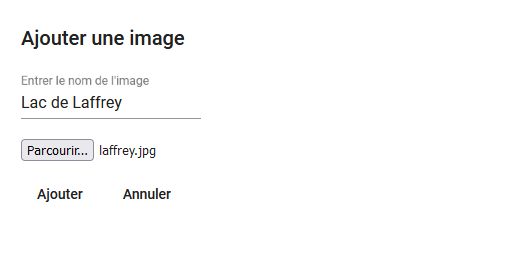 Ajouter une image
Entrer le nom de l'image
Lac de Laffrey
Parcourir... laffrey.jpg
Ajouter Annuler